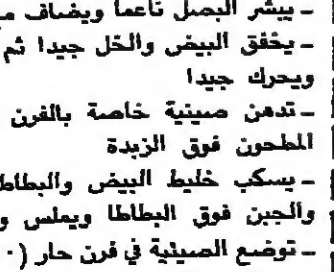 ـ يبشر البصل ناعما ويضاف م
ـ يخفق البيض والخل جيدا ثم
ويحرك جيدا
ـ تدهن صينية خاصة بالفرن
المطحون فوق الزبدة
ـ يسكب خليط البيض والبطاط
والجبن فوق البطاطا ويملس و
ـ توضع الصينية في فرن حار (٠